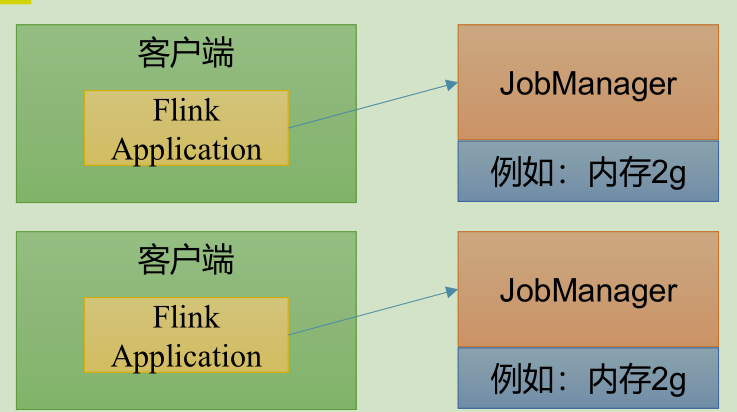 客户端
Flink
Application
JobManager
例如：内存2g
客户端
Flink
Application
JobManager
例如：内存2g